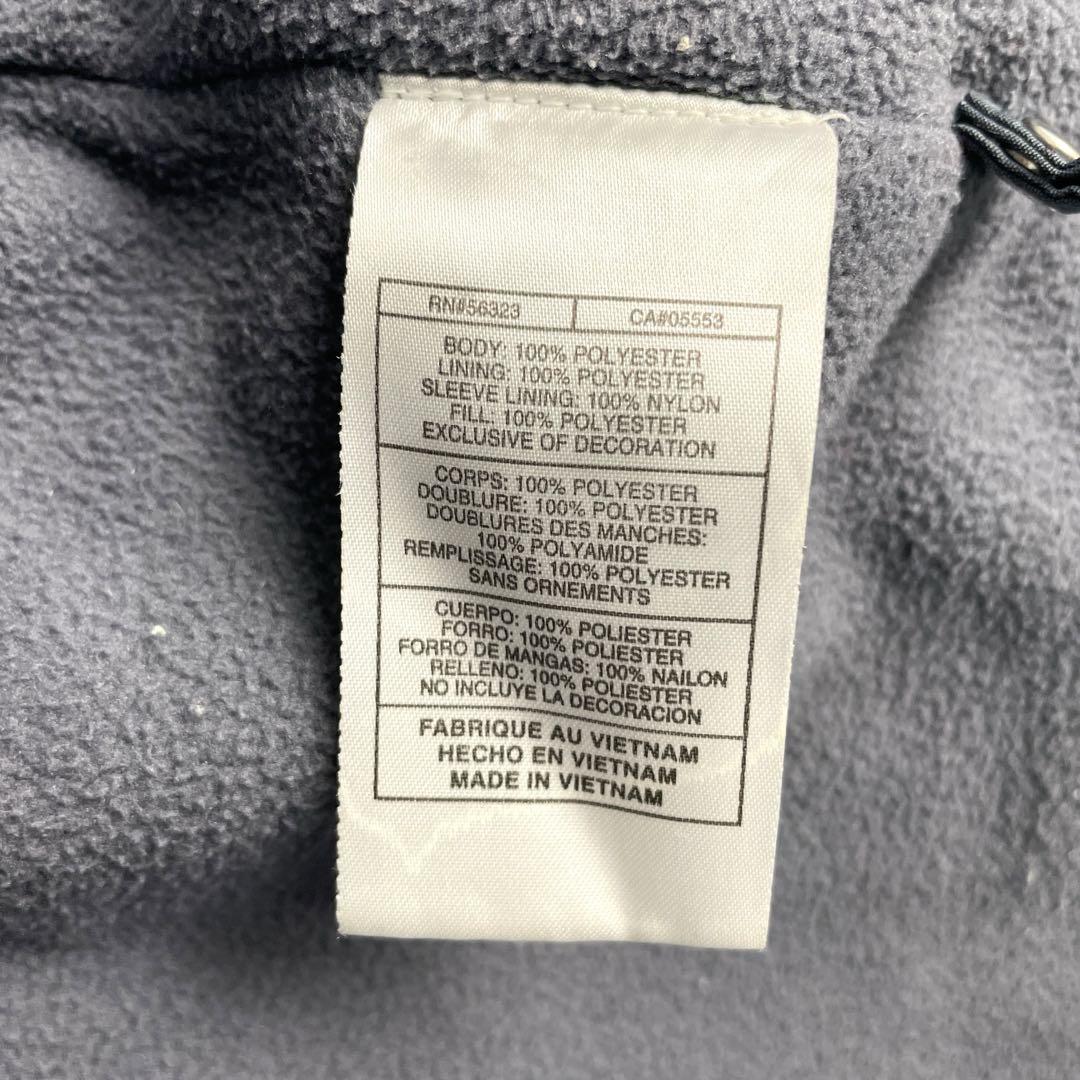 RN#56323
CA#05553
BODY: 100% POLYESTER
LINING: 100% POLYESTER
SLEEVE LINING: 100% NYLON
FILL: 100% POLYESTER
EXCLUSIVE OF DECORATION
CORPS: 100% POLYESTER
DOUBLURE: 100% POLYESTER
DOUBLURES DES MANCHES:
100% POLYAMIDE
REMPLISSAGE: 100% POLYESTER
SANS ORNEMENTS
CUERPO: 100% POLIESTER
FORRO: 100% POLIESTER
FORRO DE MANGAS: 100% NAILON
RELLENO: 100% POLIESTER
NO INCLUYE LA DECORACION
FABRIQUE AU VIETNAM
HECHO EN VIETNAM
MADE IN VIETNAM